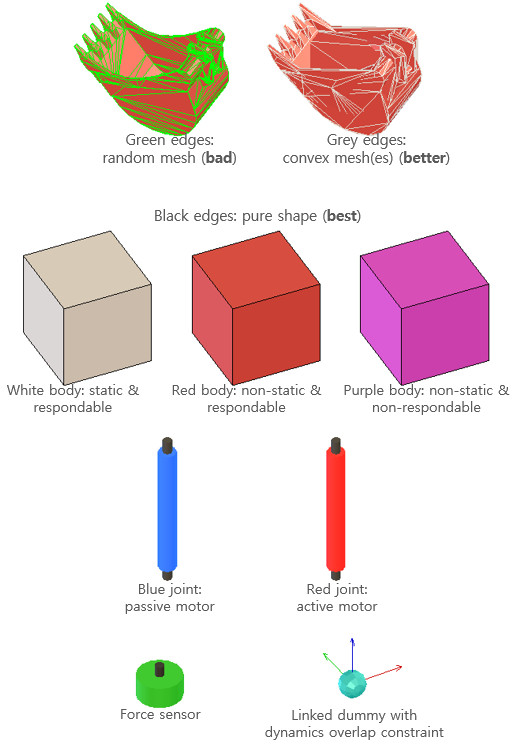 Green edges:
random mesh (bad)
Grey edges:
convex mesh(es) (better)
Black edges: pure shape (best)
White body: static &
respondable
Red body: non-static &
respondable
Purple body: non-static &
non-respondable
Blue joint:
passive motor
Red joint:
active motor
Force sensor
Linked dummy with
dynamics overlap constraint